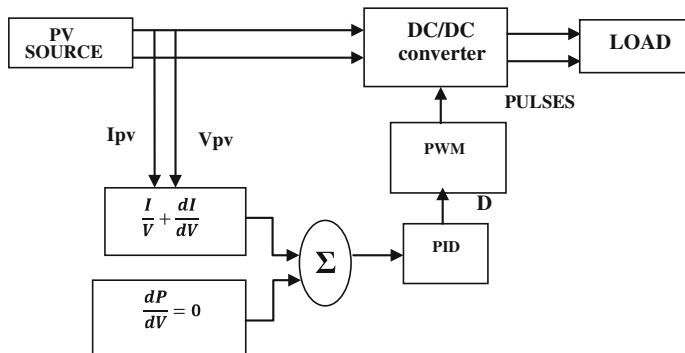 PV
SOURCE
DC/DC
converter
LOAD
PULSES
Ipv
Vpv
PWM
D
I/V + dI/dV
Σ
PID
dP/dV = 0